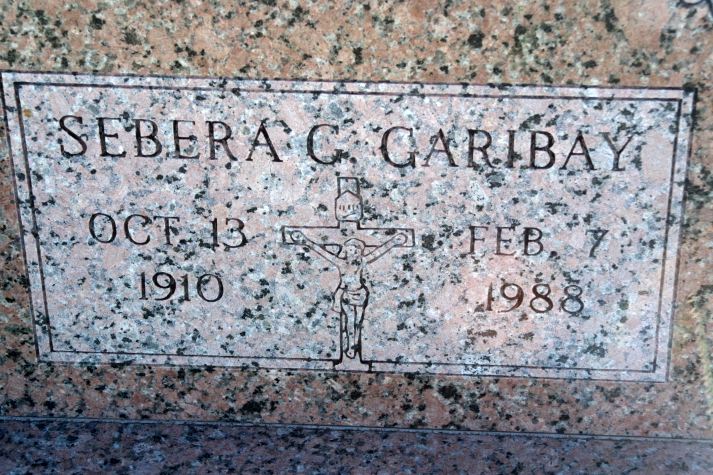 SEBERA G. GARIBAY
OCT. 13
1910
FEB. 7
1988